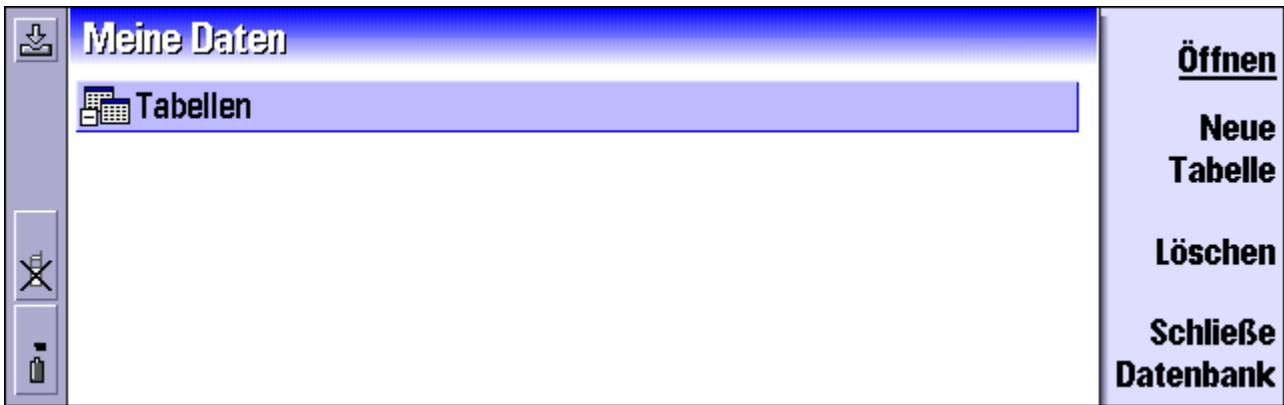 Meine Daten
Tabellen
Öffnen
Neue
Tabelle
Löschen
Schließe
Datenbank